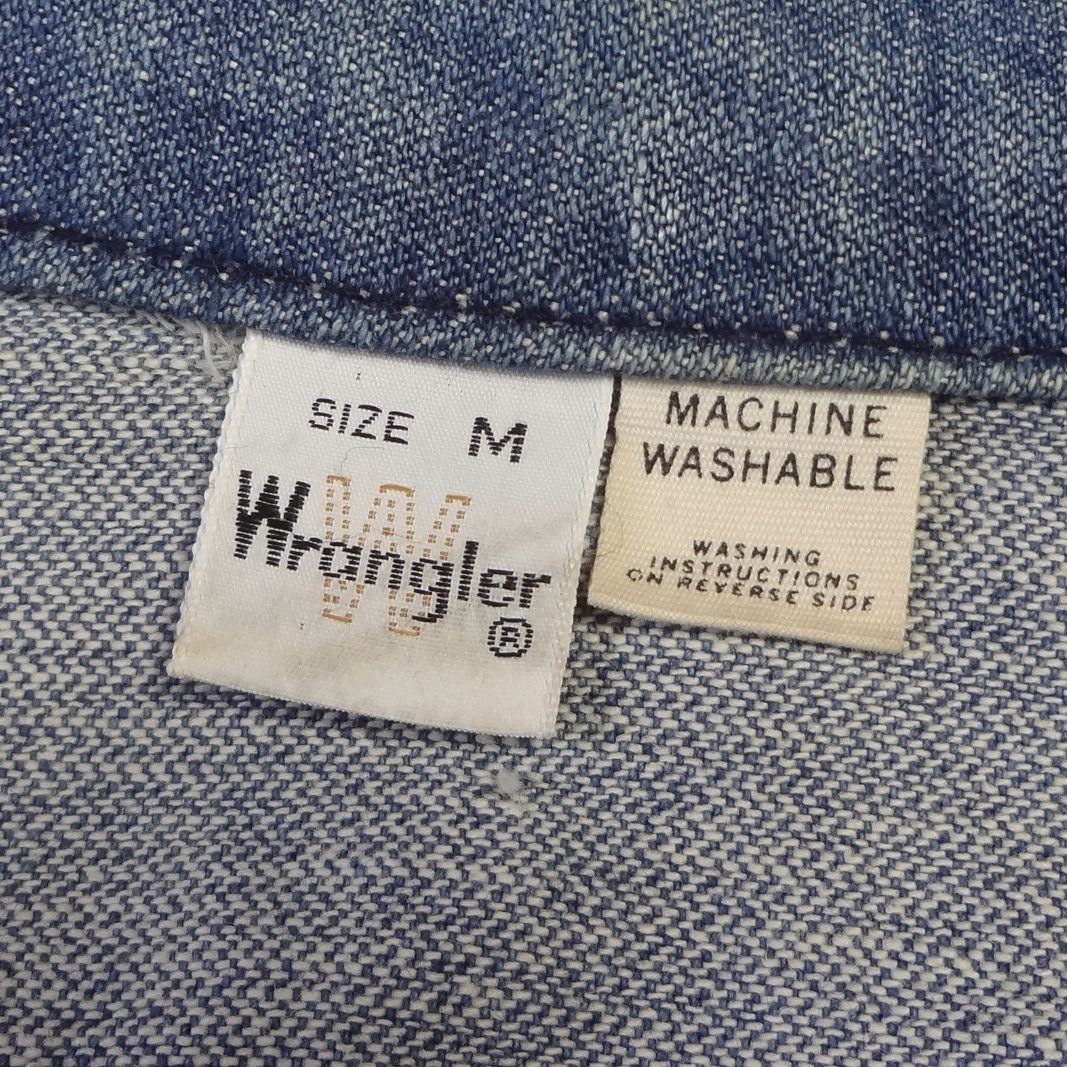 SIZE M
W
Wrangler
®
MACHINE
WASHABLE
WASHING
INSTRUCTIONS
ON REVERSE SIDE